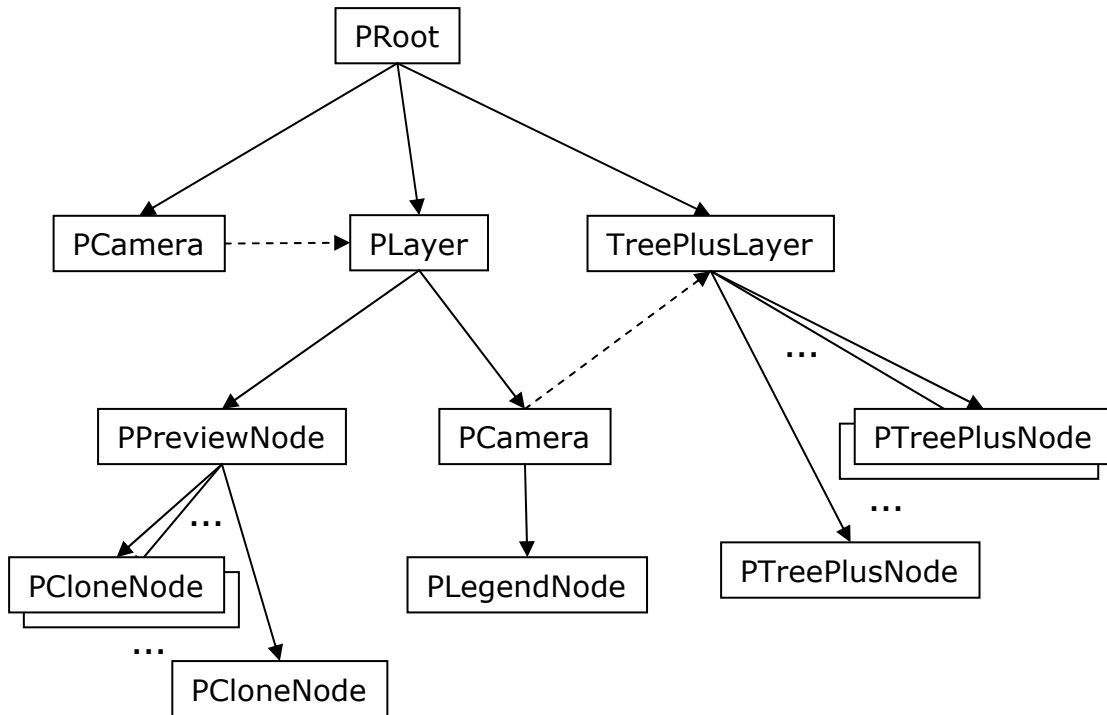 PRoot
PCamera
PLayer
TreePlusLayer
...
PPreviewNode
PCamera
PTreePlusNode
...
...
PCloneNode
PLegendNode
PTreePlusNode
...
PCloneNode